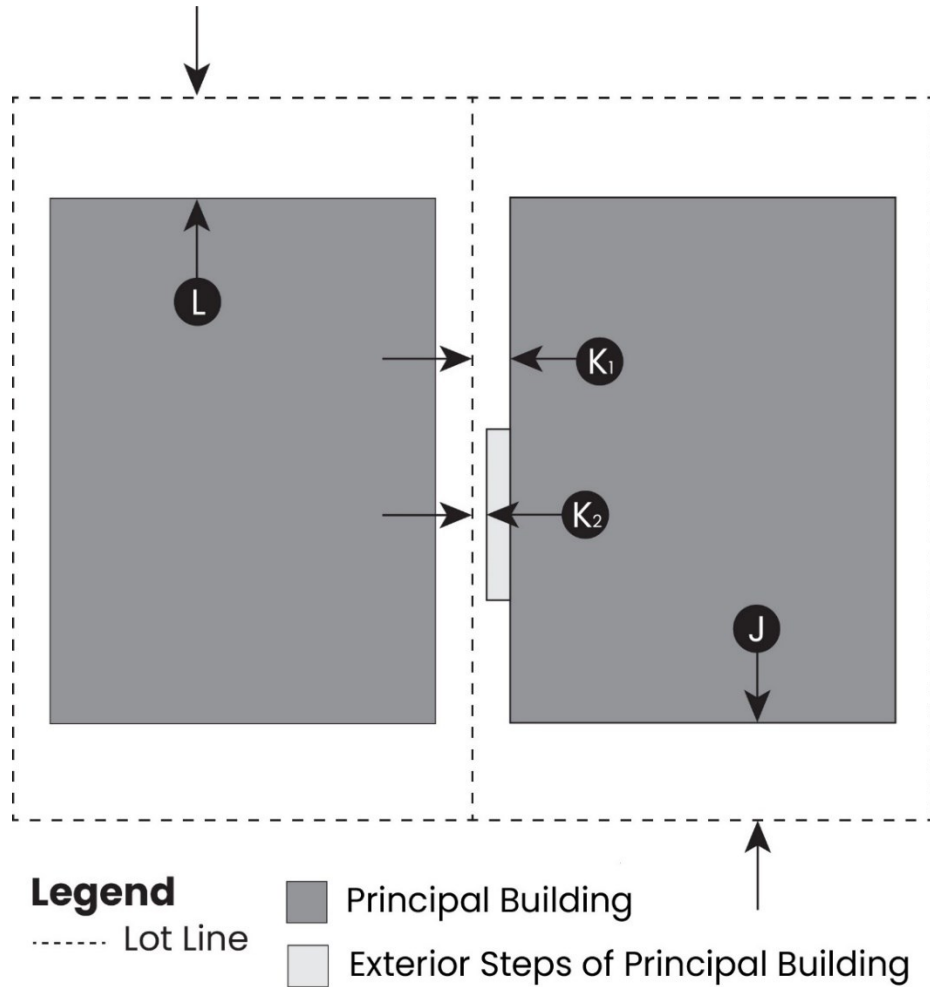 L
K1
K2
J
Legend
Principal Building
Lot Line
Exterior Steps of Principal Building